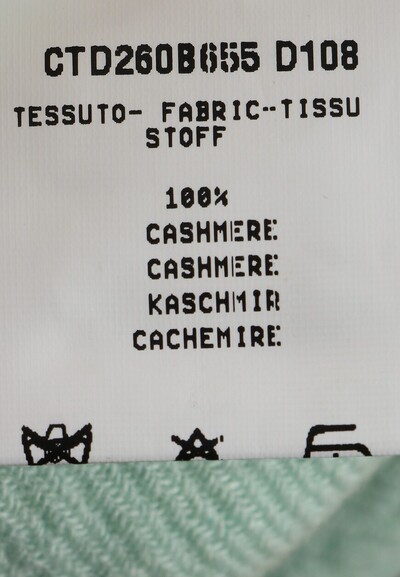 CTD260B655 D108
TESSUTO- FABRIC--TISSU
STOFF
100%
CASHMERE
CASHMERE
KASCHMIR
CACHEMIRE